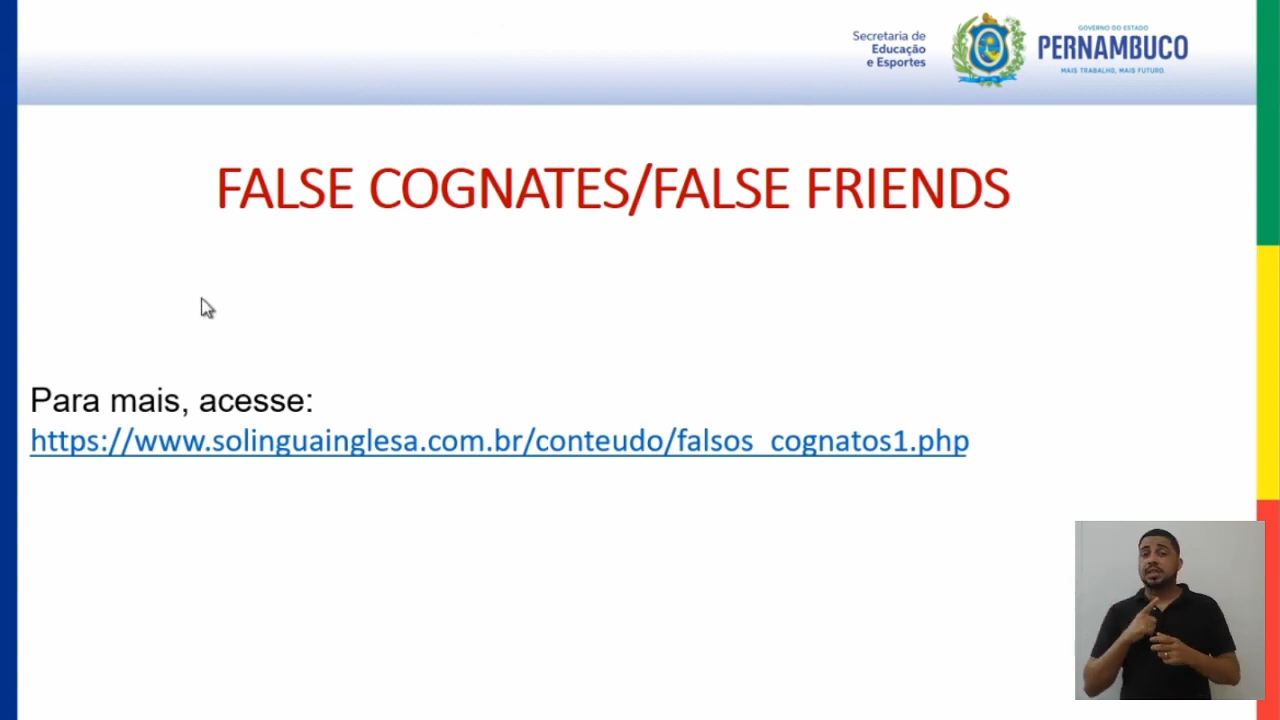 Secretaria de
Educação
e Esportes
GOVERNO DO ESTADO
PERNAMBUCO
MAIS TRABALHO, MAIS FUTURO.
FALSE COGNATES/FALSE FRIENDS
Para mais, acesse:
https://www.solinguainglesa.com.br/conteudo/falsos_cognatos1.php